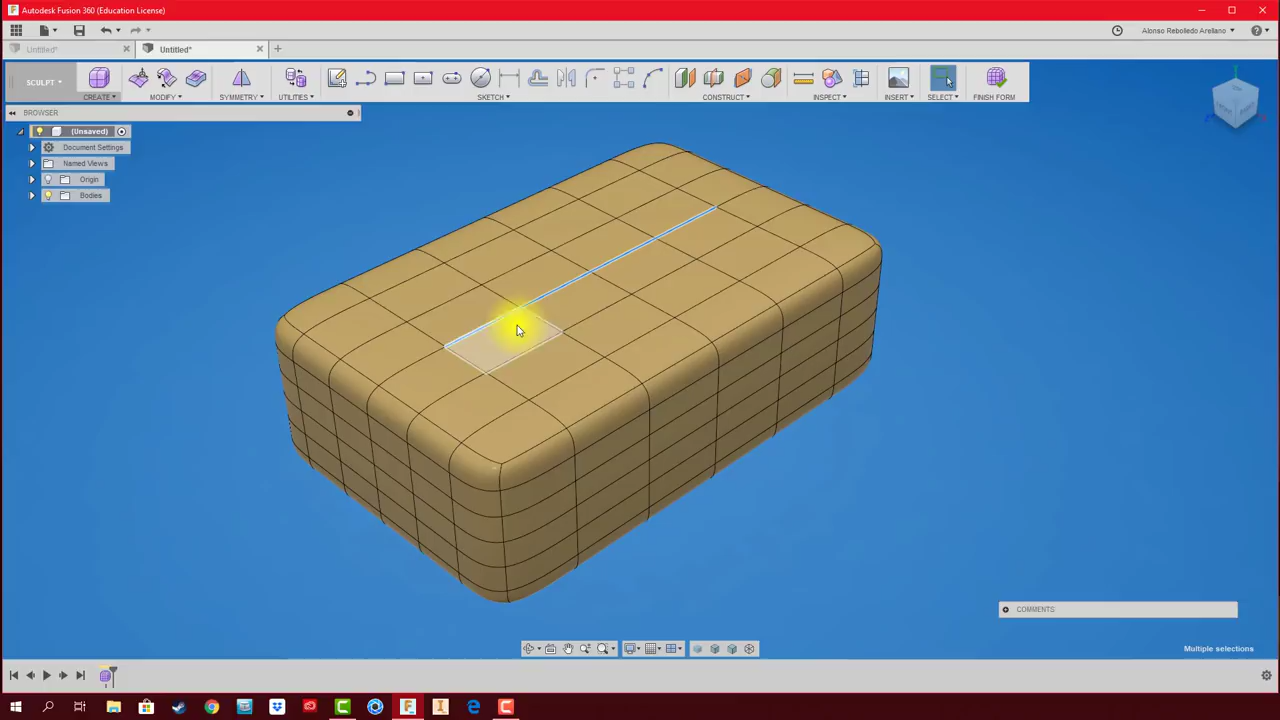 Autodesk Fusion 360 (Education License)
Alonso Rebolledo Arellano
Untitled*
Untitled*
SCULPT
CREATE
MODIFY
SYMMETRY
UTILITIES
SKETCH
CONSTRUCT
INSPECT
INSERT
SELECT
FINISH FORM
BROWSER
(Unsaved)
Document Settings
Named Views
Origin
Bodies
COMMENTS
Multiple selections